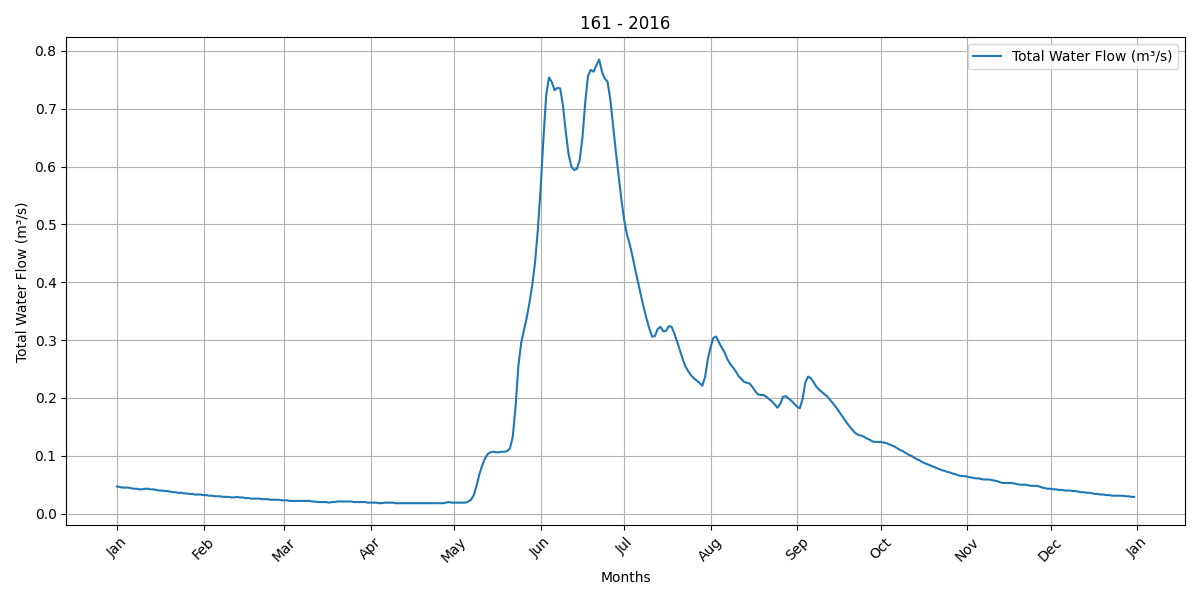 161 - 2016
Total Water Flow (m³/s)
Total Water Flow (m³/s)
0.8
0.7
0.6
0.5
0.4
0.3
0.2
0.1
0.0
Jan
Feb
Mar
Apr
May
Jun
Jul
Aug
Sep
Oct
Nov
Dec
Jan
Months